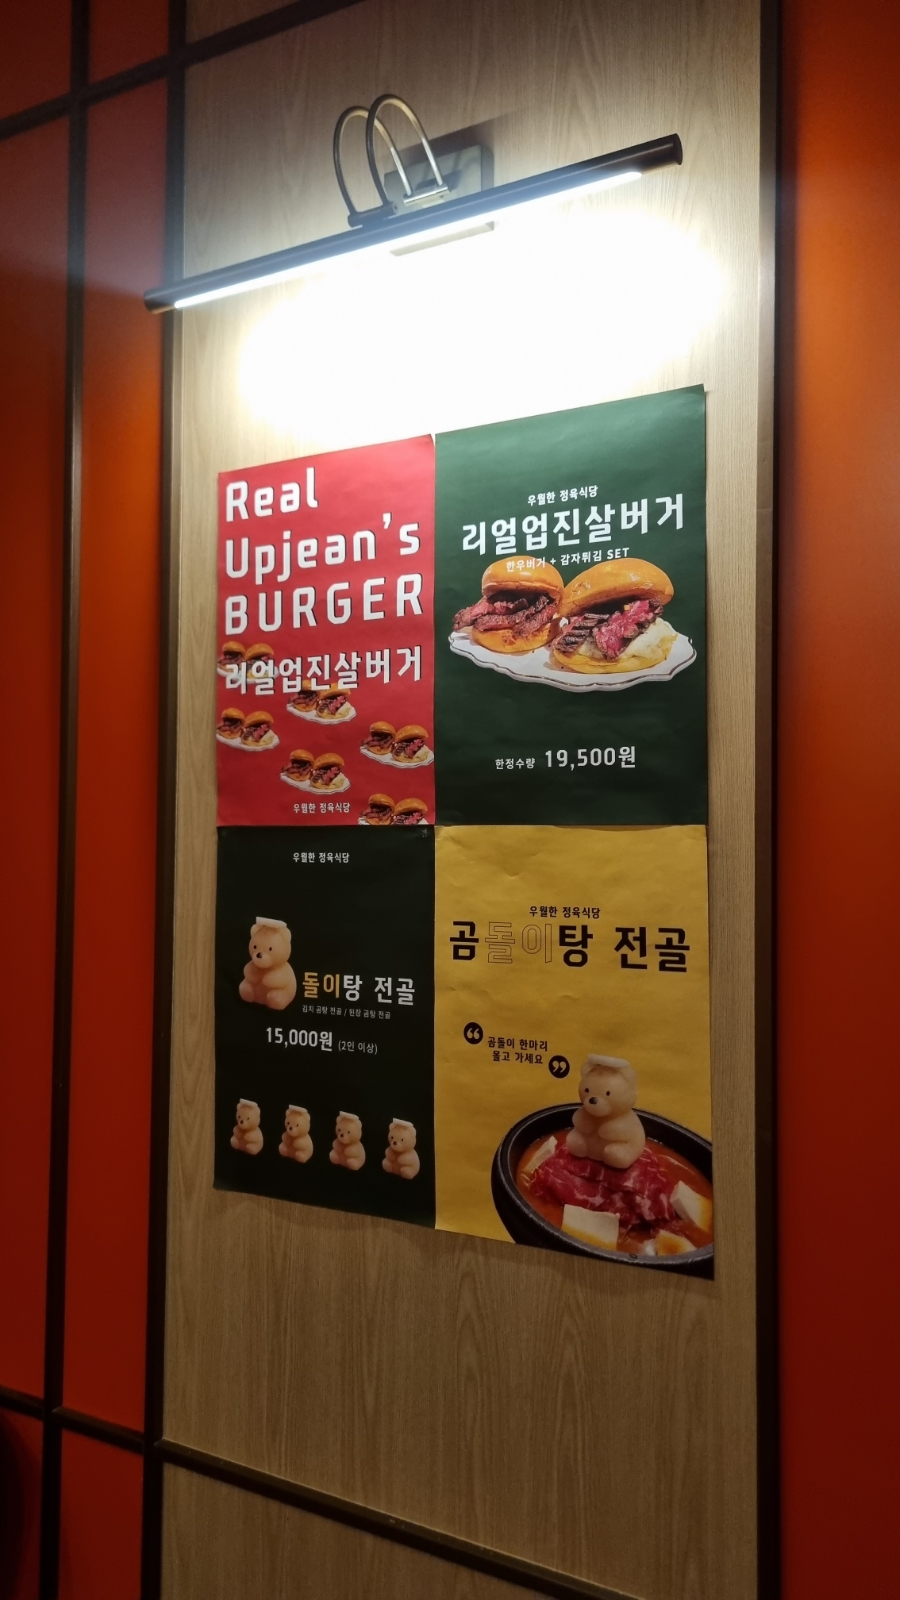 Real
Upjean's
BURGER
리얼업진살버거
우월한 정육식당
우월한 정육식당
리얼업진살버거
한우버거 + 감자튀김 SET
한정수량 19,500원
우월한 정육식당
돌이탕 전골
김치 곰탕 전골 / 된장 곰탕 전골
15,000원 (2인 이상)
우월한 정육식당
곰돌이탕 전골
“ 곰돌이 한마리
몰고 가세요 ”